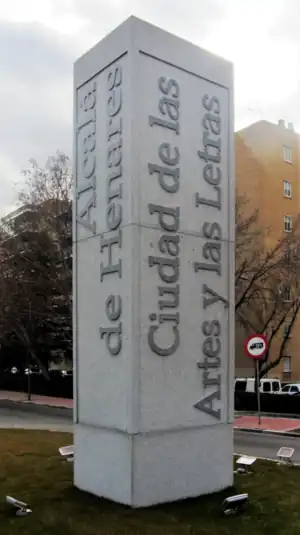 Alcalá
de Henares
Ciudad de las
Artes y las Letras